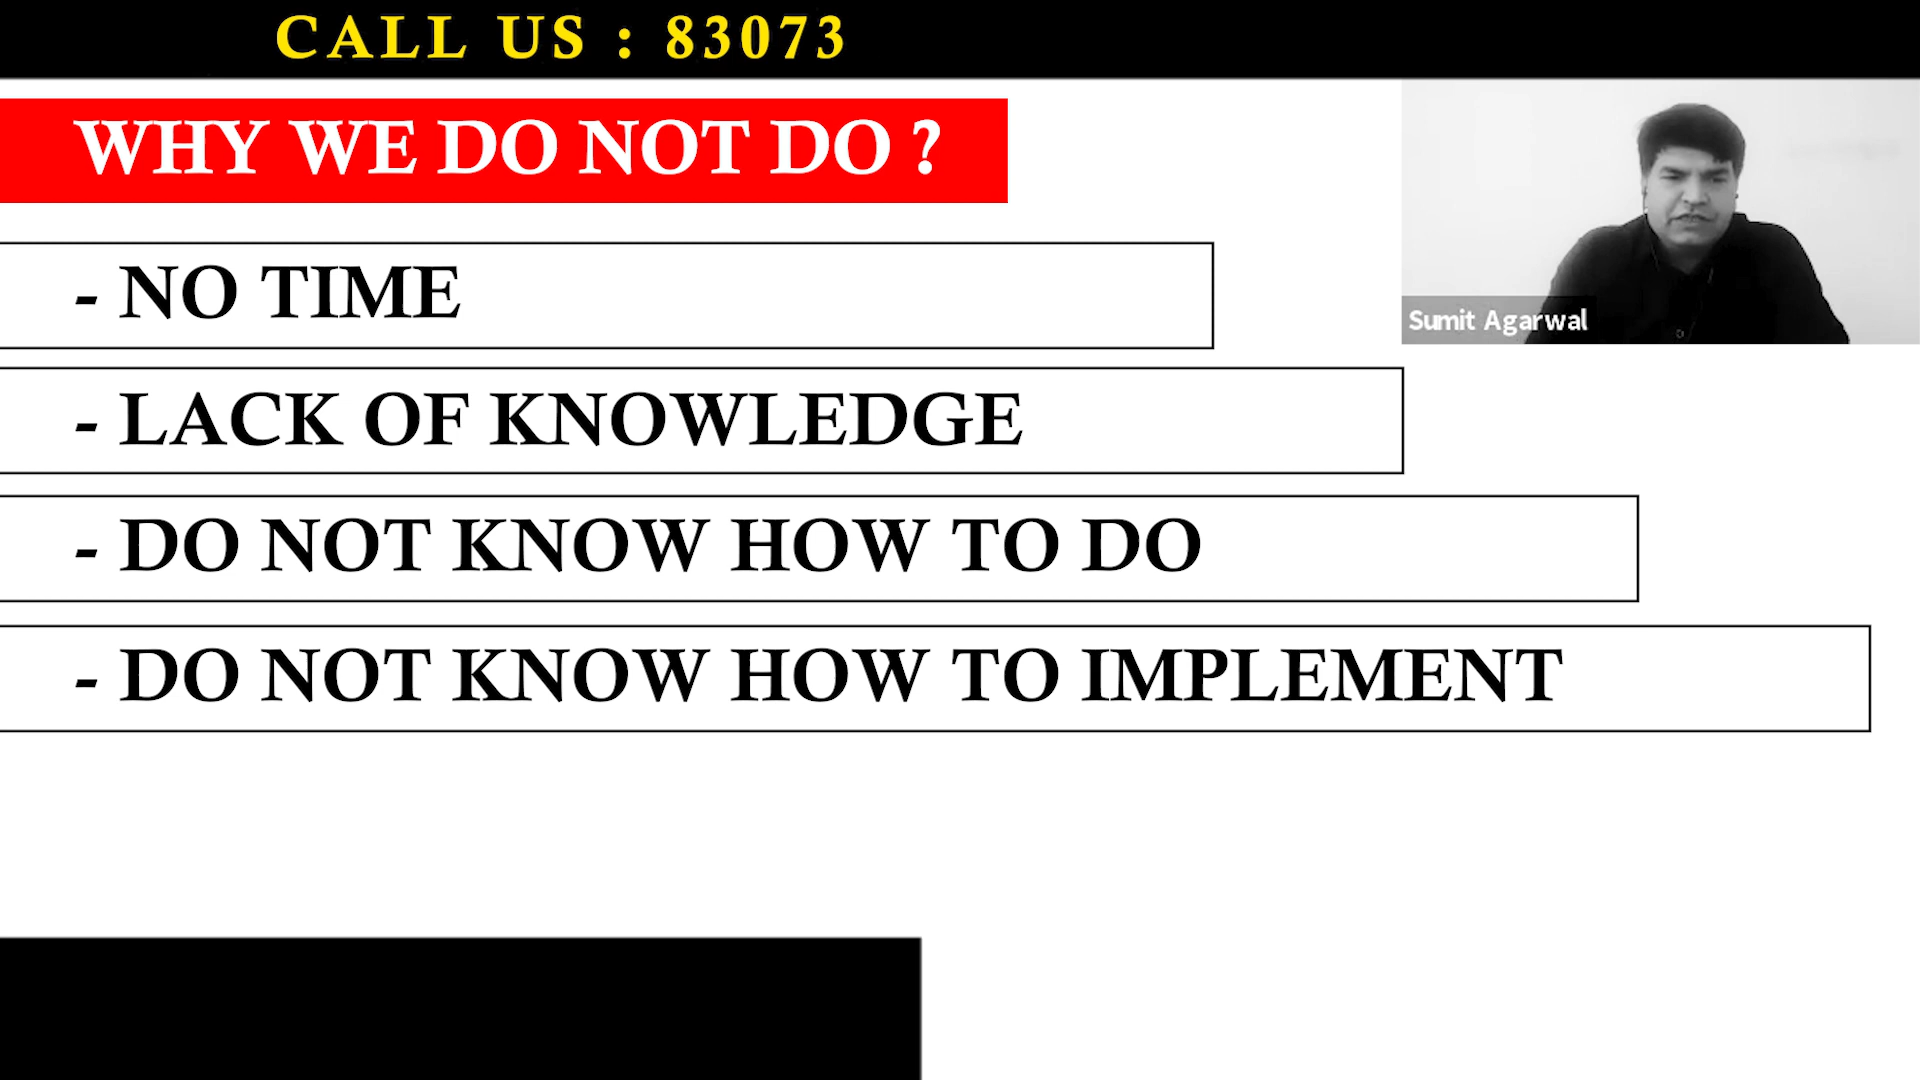 CALL US : 83073
WHY WE DO NOT DO ?
- NO TIME
Sumit Agarwal
- LACK OF KNOWLEDGE
- DO NOT KNOW HOW TO DO
- DO NOT KNOW HOW TO IMPLEMENT